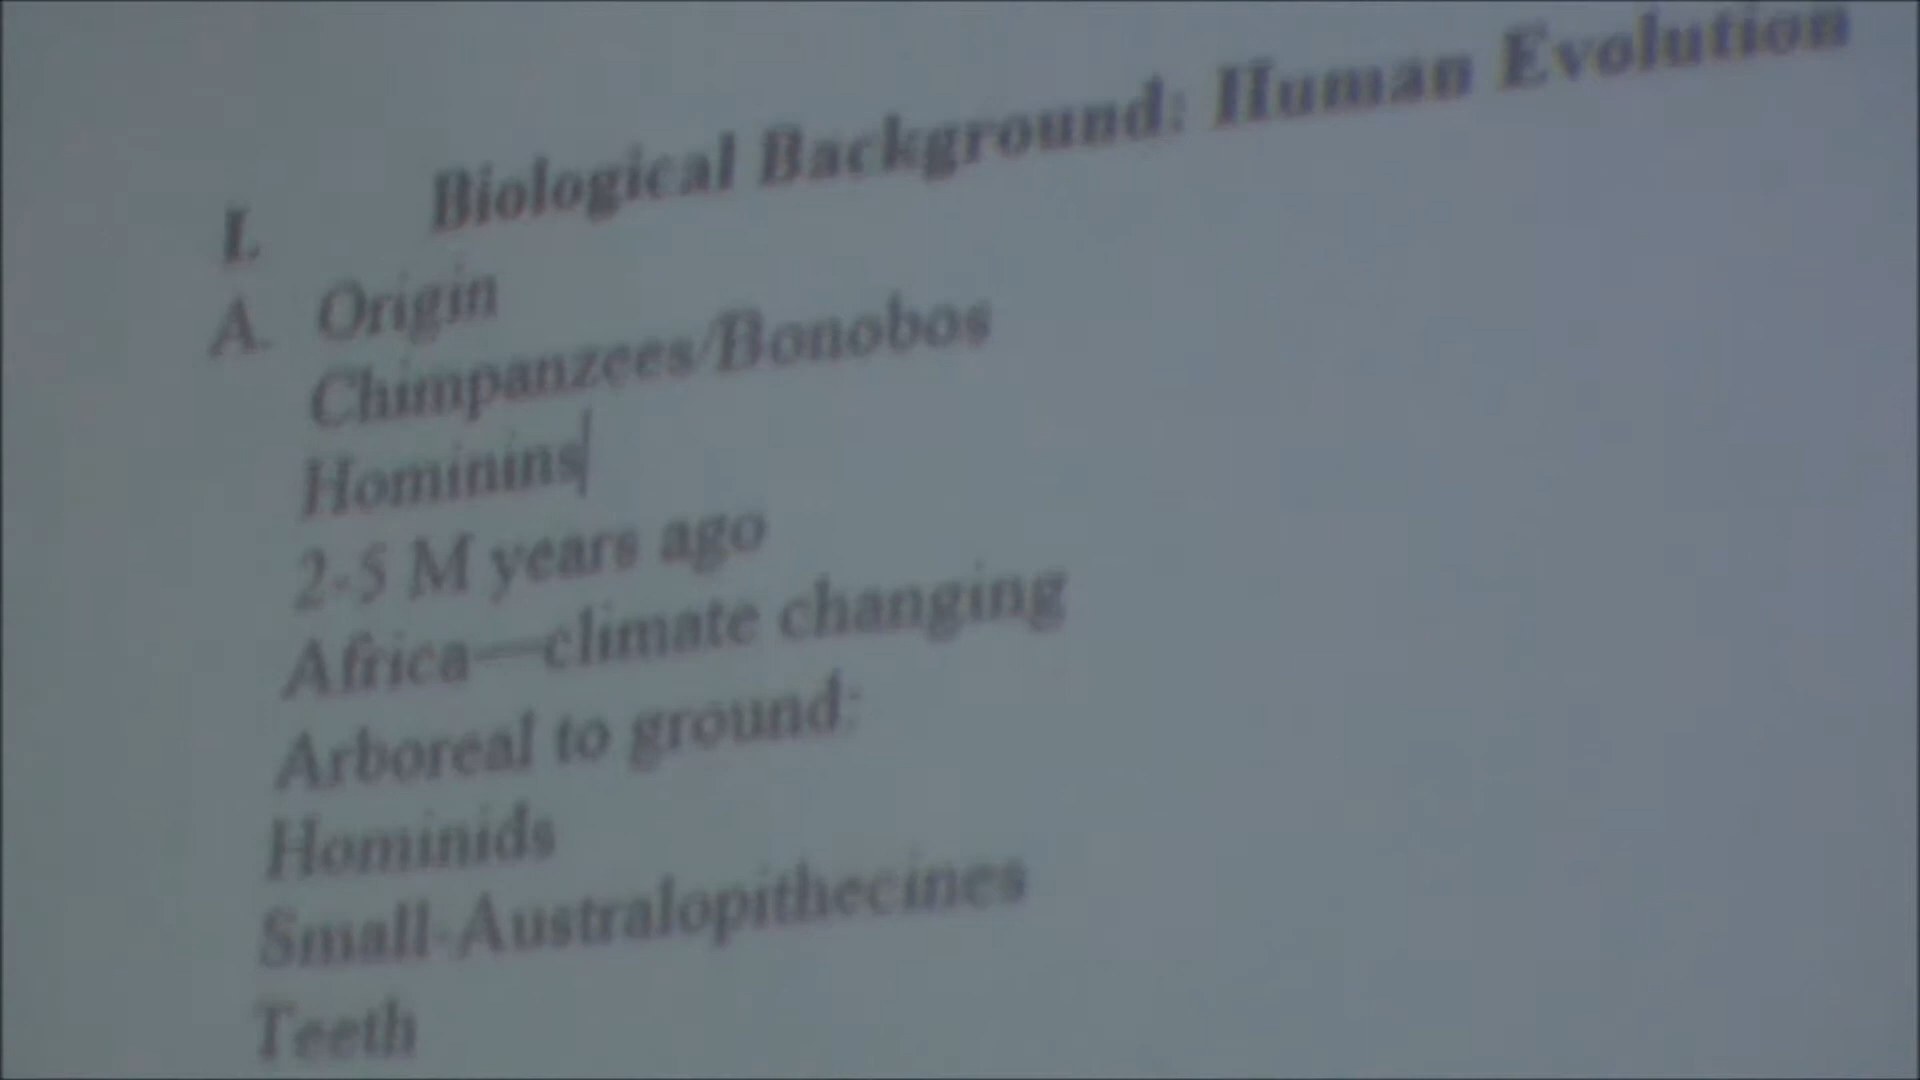 I. Biological Background: Human Evolution
A. Origin
Chimpanzees/Bonobos
Hominins
2-5 M years ago
Africa—climate changing
Arboreal to ground:
Hominids
Small-Australopithecines
Teeth